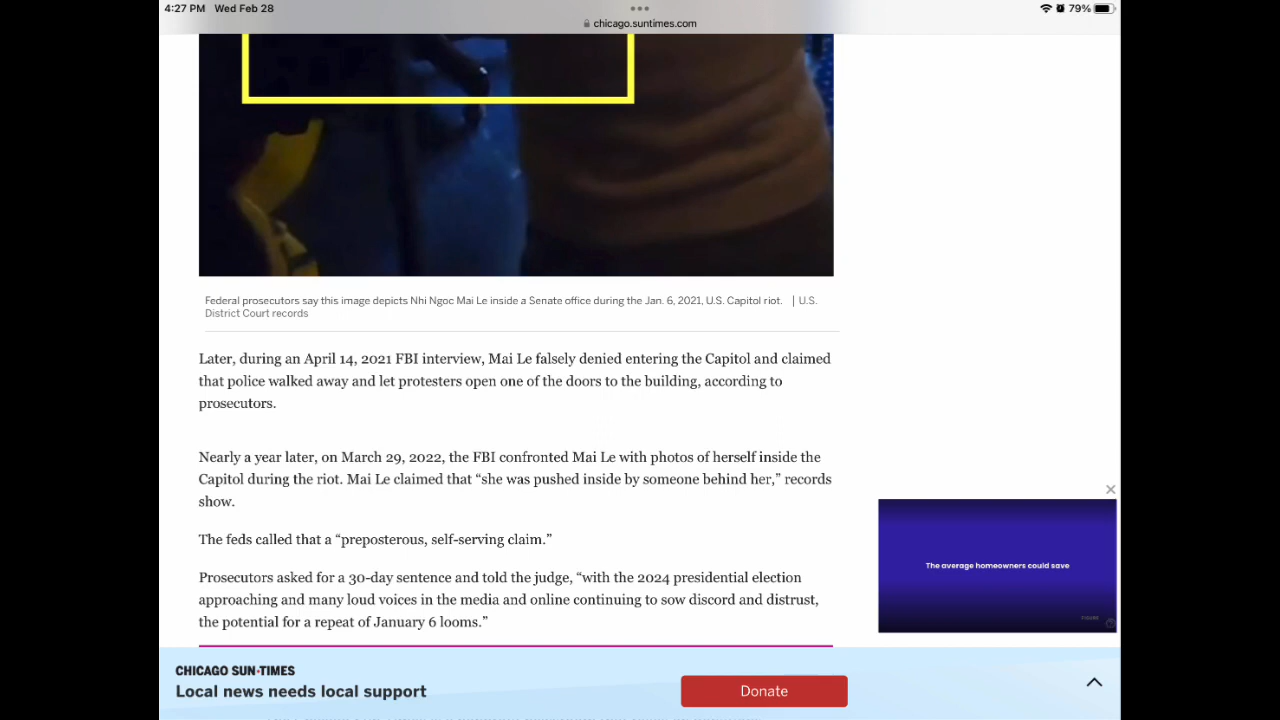 4:27 PM Wed Feb 28
79%
chicago.suntimes.com
Federal prosecutors say this image depicts Nhi Ngoc Mai Le inside a Senate office during the Jan. 6, 2021, U.S. Capitol riot. | U.S.
District Court records
Later, during an April 14, 2021 FBI interview, Mai Le falsely denied entering the Capitol and claimed
that police walked away and let protesters open one of the doors to the building, according to
prosecutors.
Nearly a year later, on March 29, 2022, the FBI confronted Mai Le with photos of herself inside the
Capitol during the riot. Mai Le claimed that “she was pushed inside by someone behind her,” records
show.
The feds called that a “preposterous, self-serving claim.”
Prosecutors asked for a 30-day sentence and told the judge, “with the 2024 presidential election
approaching and many loud voices in the media and online continuing to sow discord and distrust,
the potential for a repeat of January 6 looms.”
The average homeowners could save
CHICAGO SUN-TIMES
Local news needs local support
Donate